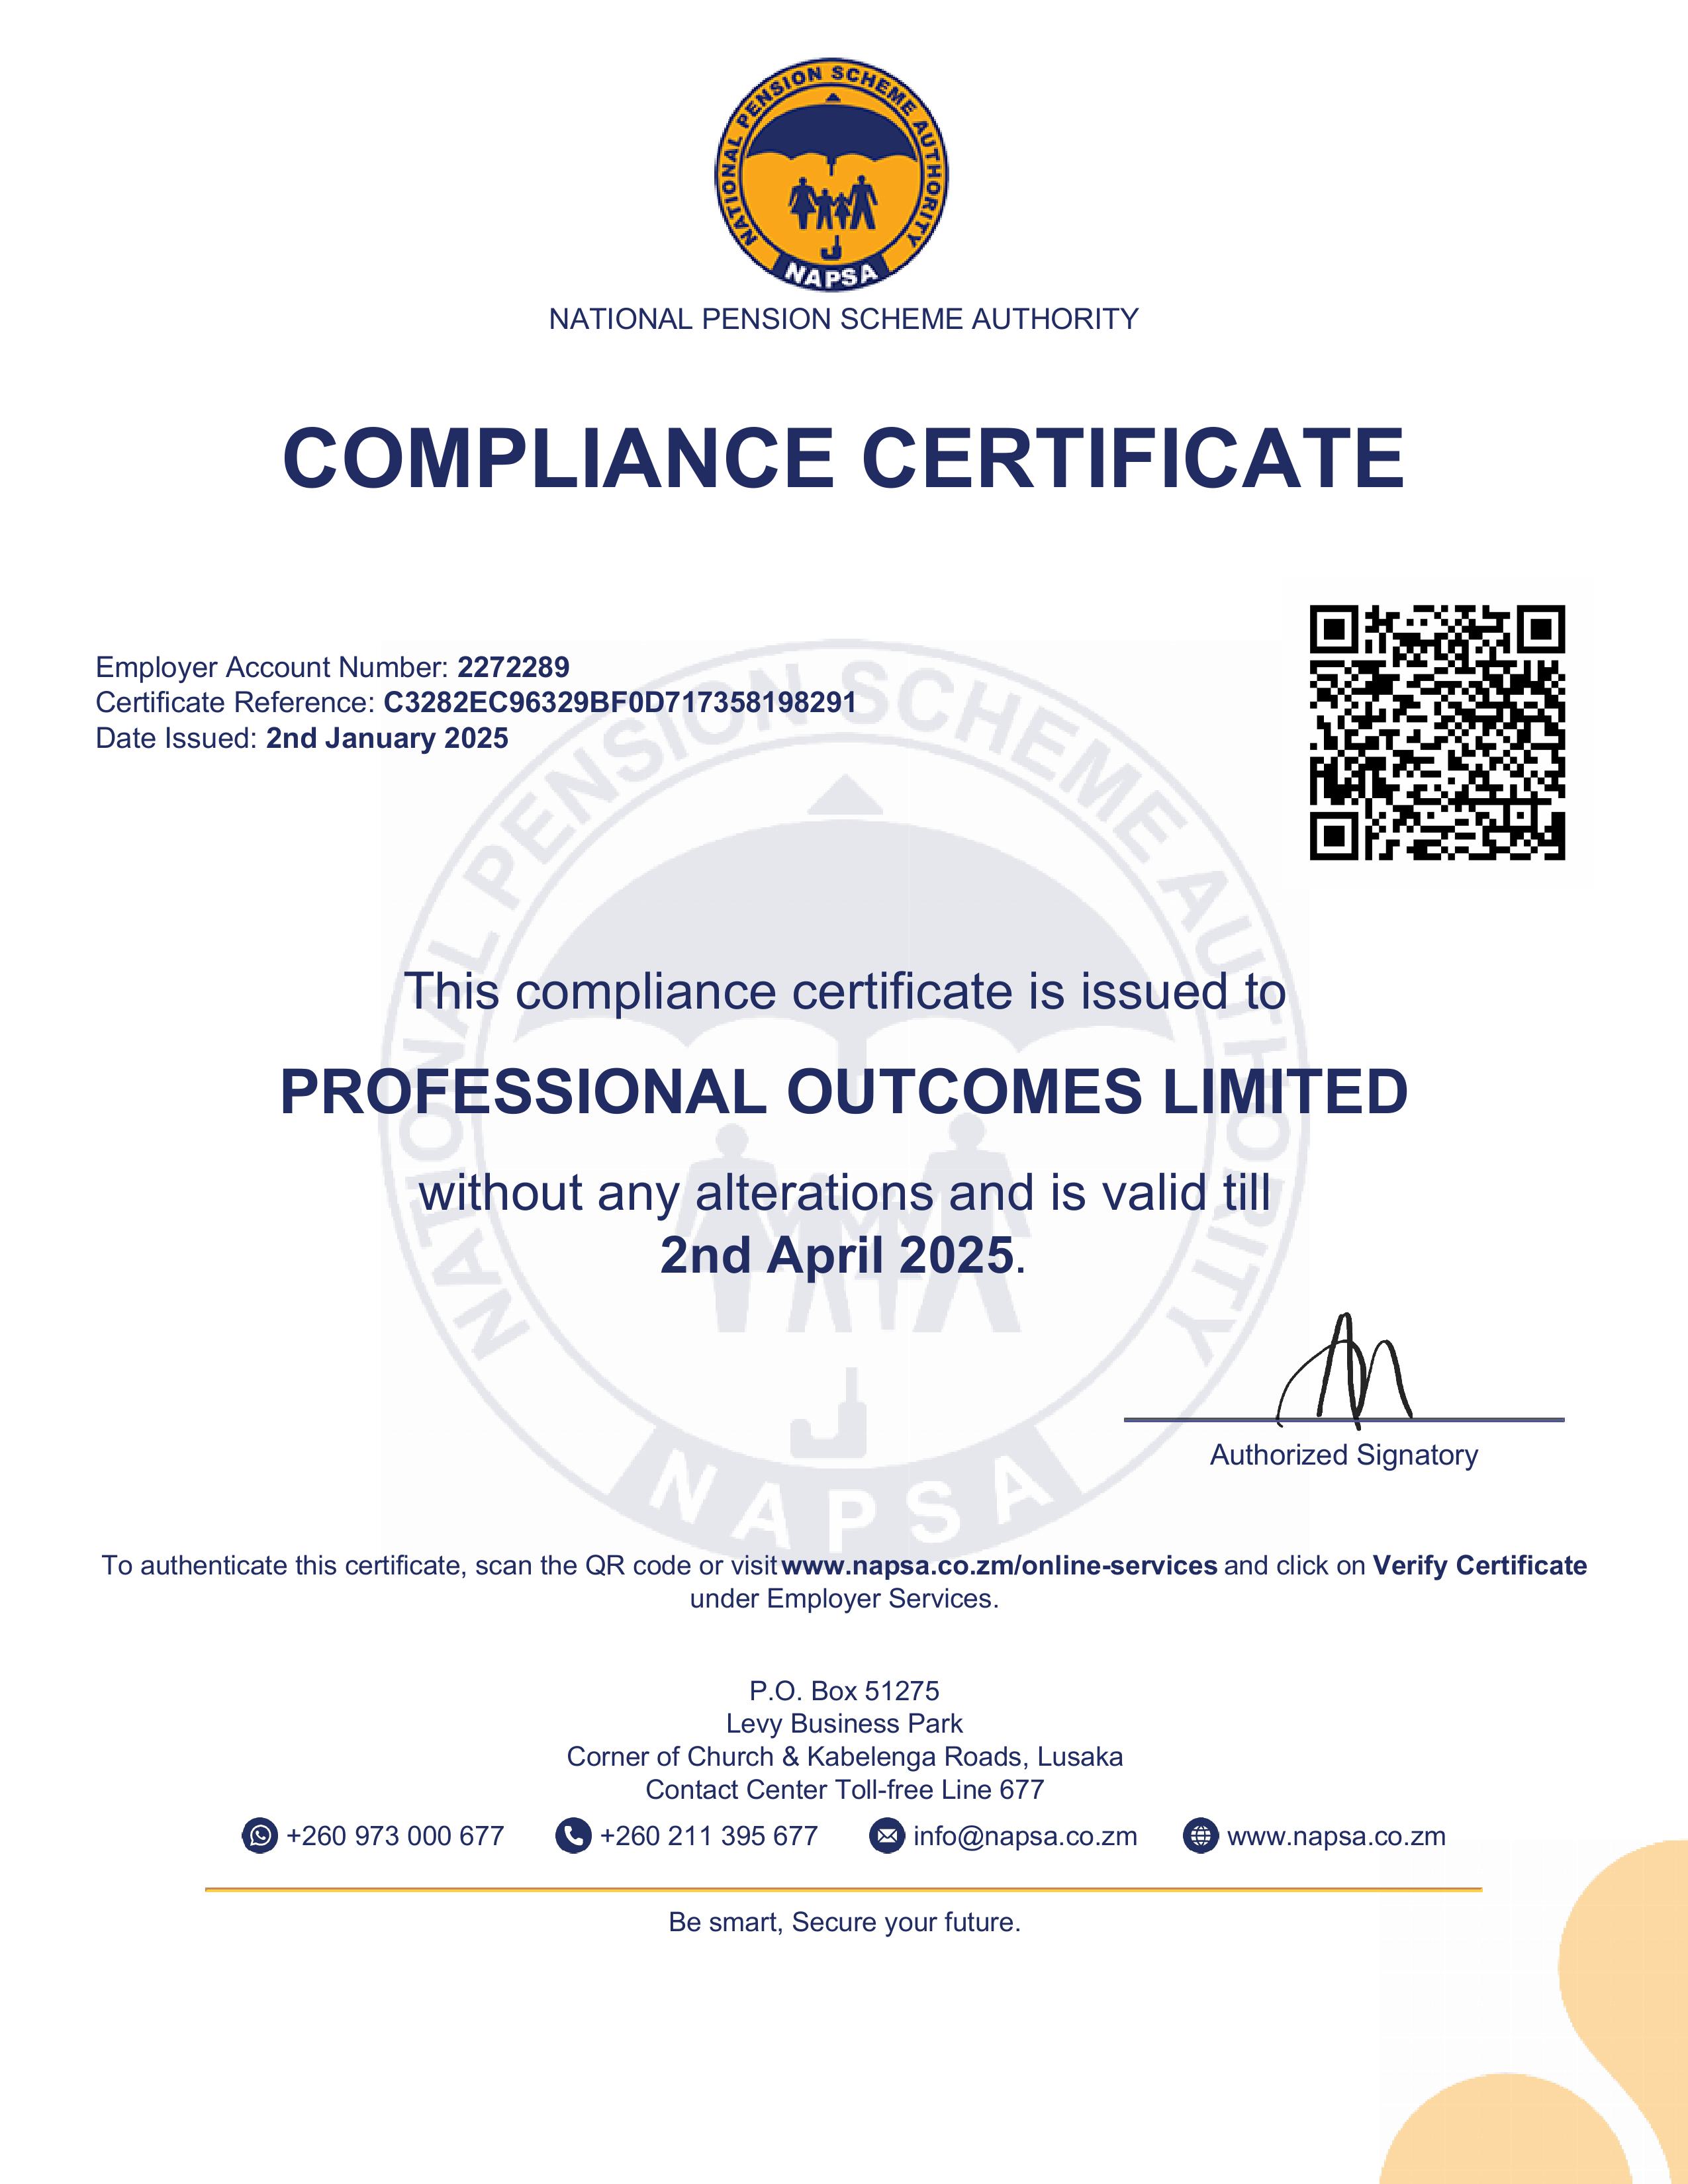 NATIONAL PENSION SCHEME AUTHORITY
NAPSA
NATIONAL PENSION SCHEME AUTHORITY
COMPLIANCE CERTIFICATE
Employer Account Number: 2272289
Certificate Reference: C3282EC96329BF0D717358198291
Date Issued: 2nd January 2025
NATIONAL PENSION SCHEME AUTHORITY
This compliance certificate is issued to
PROFESSIONAL OUTCOMES LIMITED
without any alterations and is valid till
2nd April 2025.
Authorized Signatory
NAPSA
To authenticate this certificate, scan the QR code or visit www.napsa.co.zm/online-services and click on Verify Certificate
under Employer Services.
P.O. Box 51275
Levy Business Park
Corner of Church & Kabelenga Roads, Lusaka
Contact Center Toll-free Line 677
+260 973 000 677 +260 211 395 677 info@napsa.co.zm www.napsa.co.zm
Be smart, Secure your future.